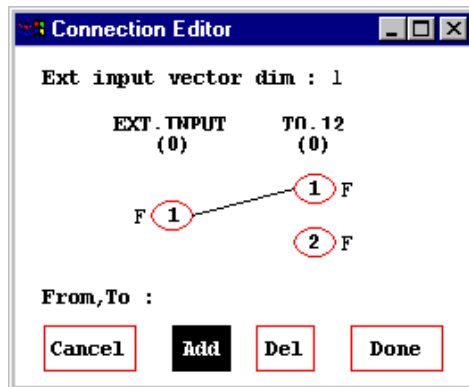 Connection Editor
Ext input vector dim : 1
EXT.INPUT TO.12
(0) (0)
1 F
F 1
2 F
From,To :
Cancel Add Del Done